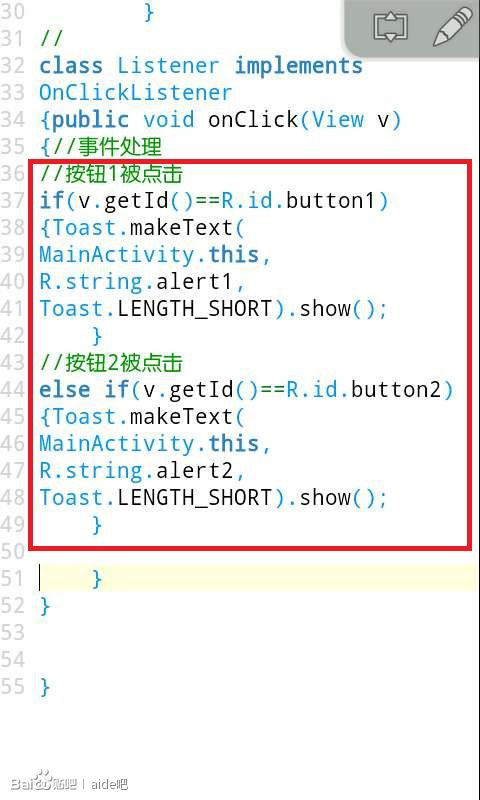 30 }
31 //
32 class Listener implements
33 OnClickListener
34 {public void onClick(View v)
35 {//事件处理
36 //按钮1被点击
37 if(v.getId()==R.id.button1)
38 {Toast.makeText(
39 MainActivity.this,
40 R.string.alert1,
41 Toast.LENGTH_SHORT).show();
42 }
43 //按钮2被点击
44 else if(v.getId()==R.id.button2)
45 {Toast.makeText(
46 MainActivity.this,
47 R.string.alert2,
48 Toast.LENGTH_SHORT).show();
49 }
50
51 }
52 }
53
54
55 }
Bai贴吧 | aide吧